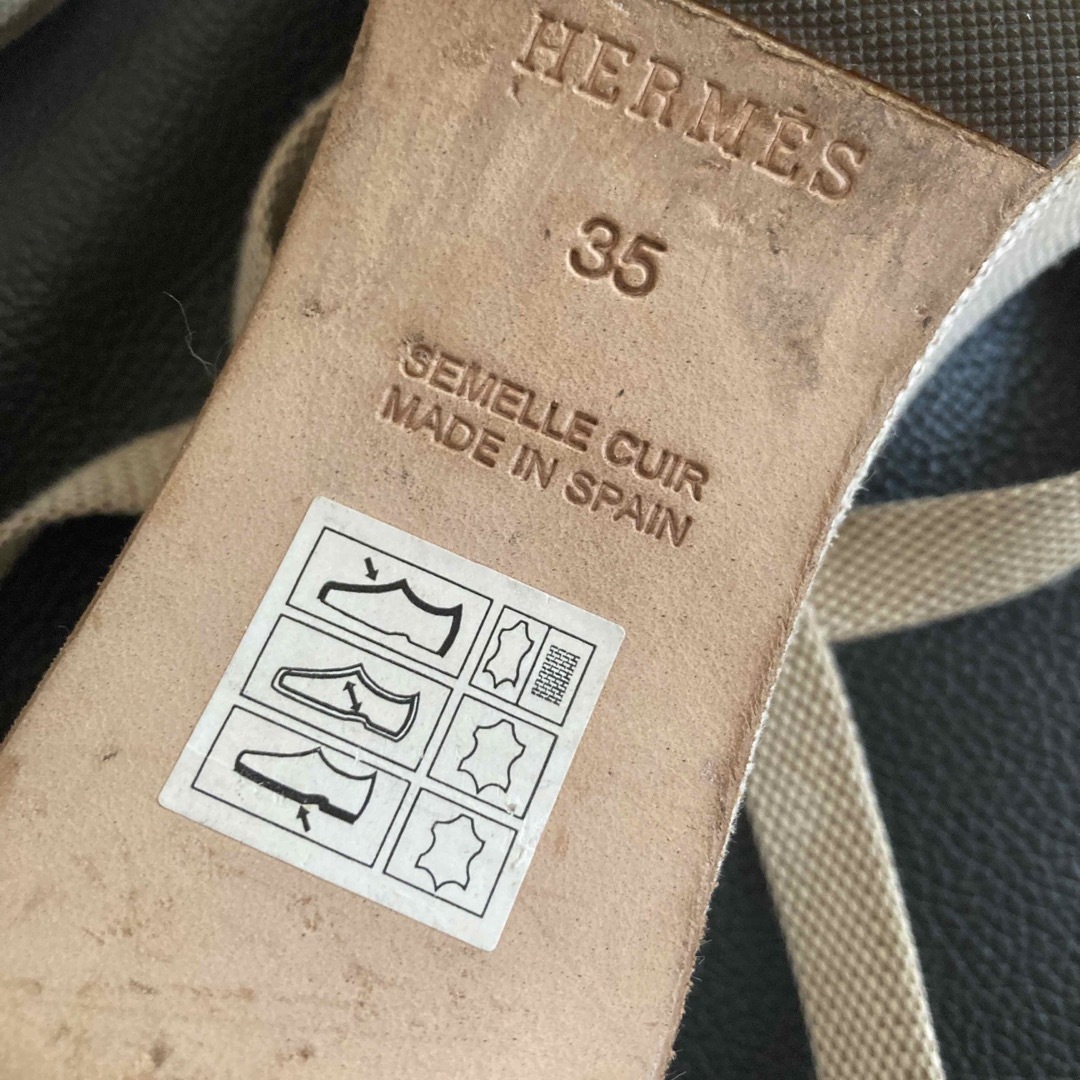 HERMÈS
35
SEMELLE CUIR
MADE IN SPAIN